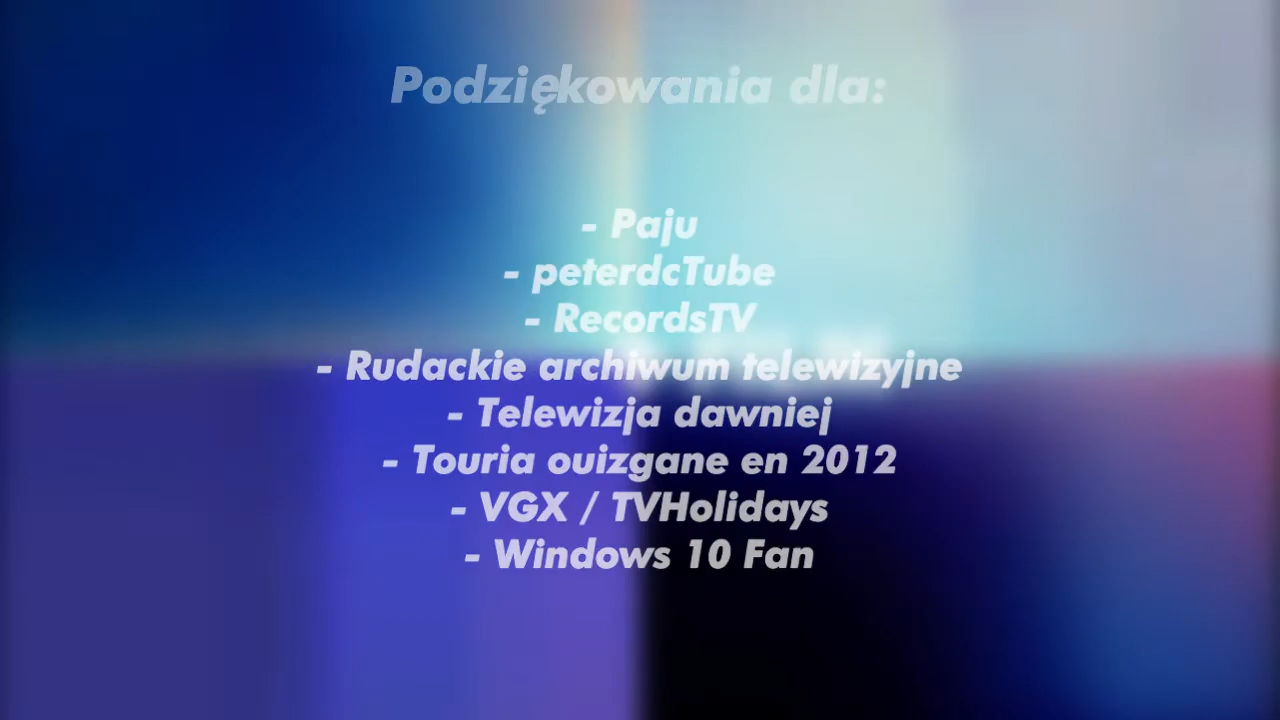 Podziękowania dla:
- Paju
- peterdcTube
- RecordsTV
- Rudackie archiwum telewizyjne
- Telewizja dawniej
- Touria ouizgane en 2012
- VGX / TVHolidays
- Windows 10 Fan